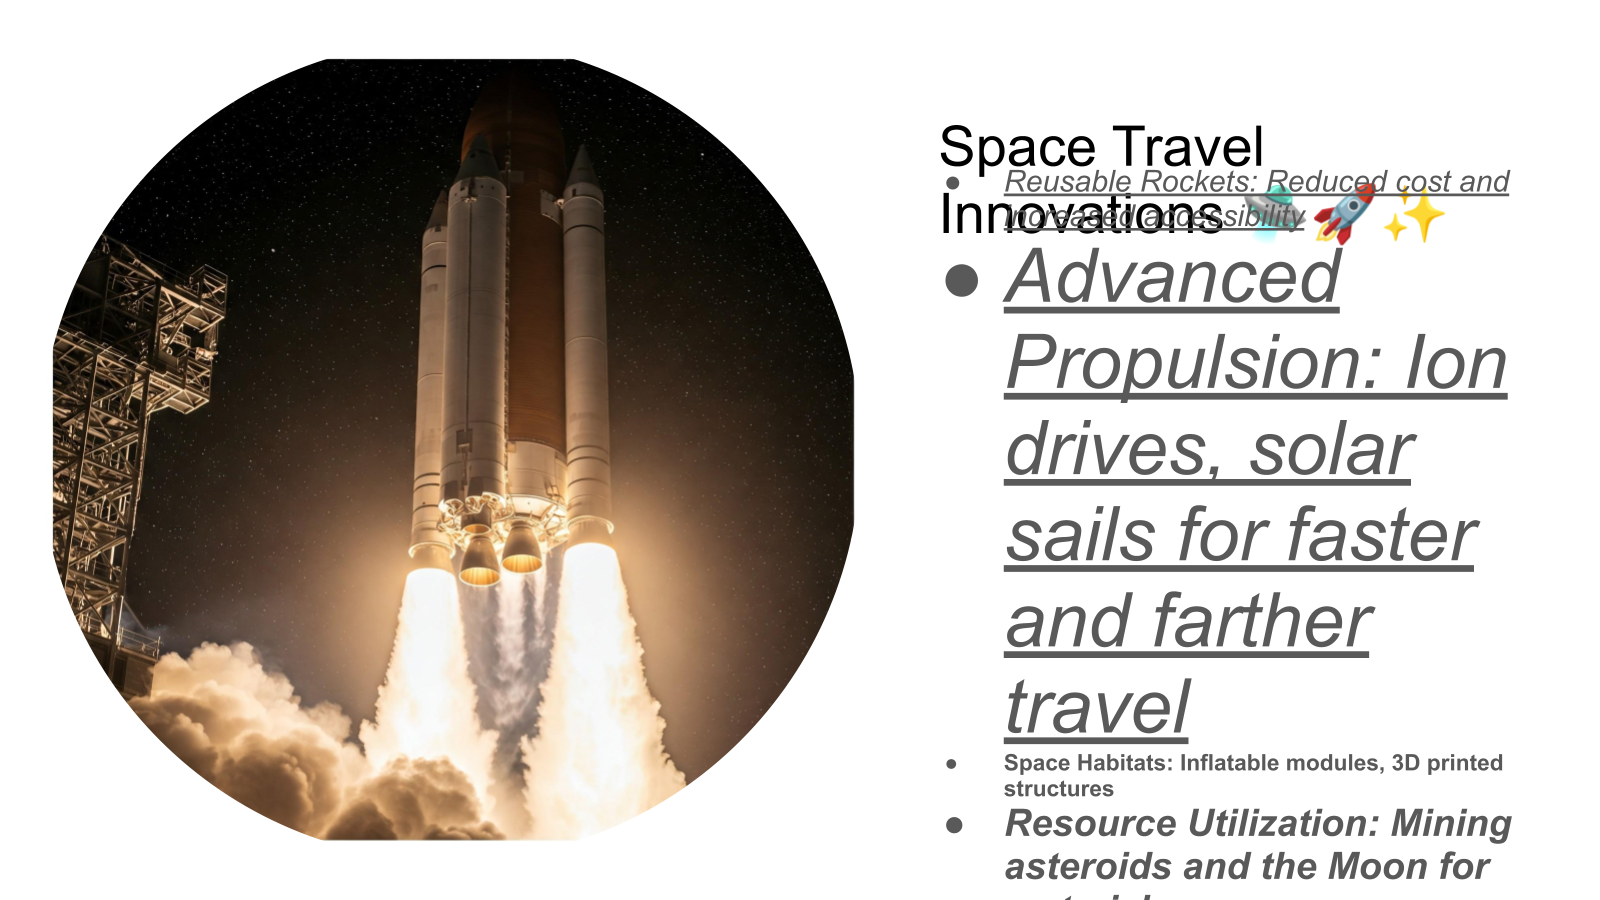 Space Travel
Innovations 🛸🚀✨
● Reusable Rockets: Reduced cost and
increased accessibility
● Advanced
Propulsion: Ion
drives, solar
sails for faster
and farther
travel
● Space Habitats: Inflatable modules, 3D printed
structures
● Resource Utilization: Mining
asteroids and the Moon for